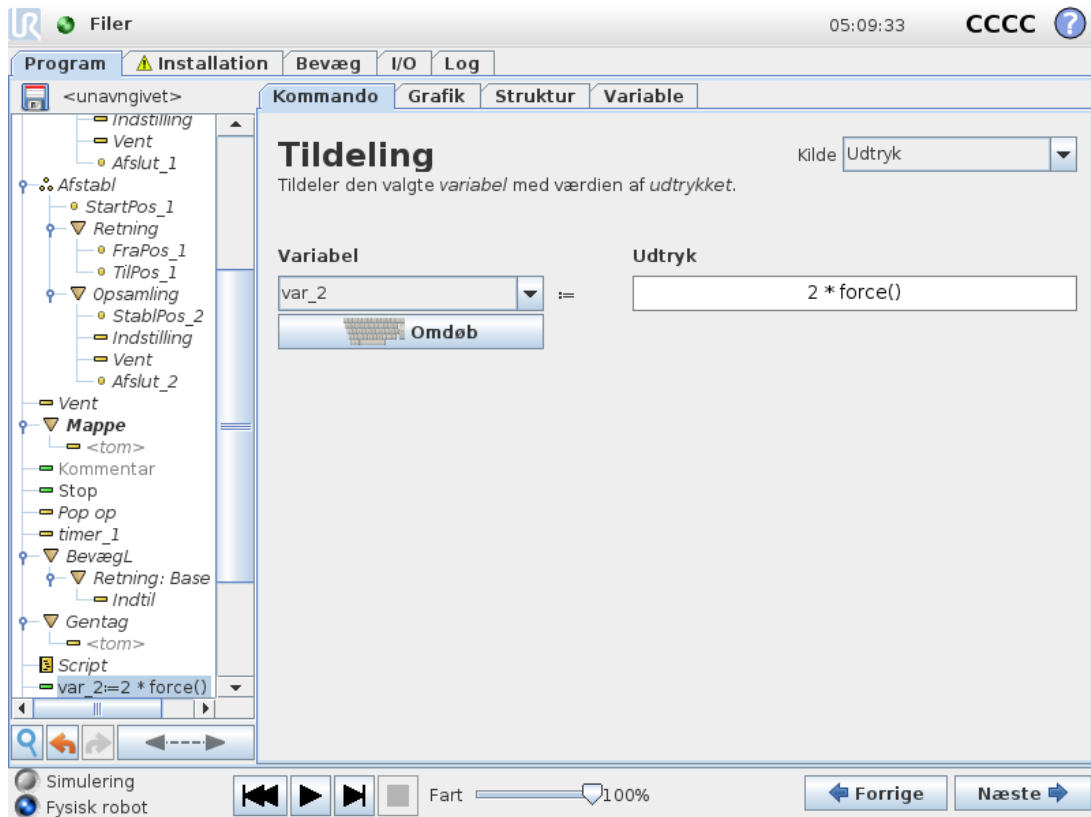 UR Filer 05:09:33 CCCC ?
Program Installation Bevæg I/O Log
<unavngivet>
Kommando Grafik Struktur Variable
Indstilling
Vent
Afslut_1
Afstabl
StartPos_1
Retning
FraPos_1
TilPos_1
Opsamling
StablPos_2
Indstilling
Vent
Afslut_2
Vent
Mappe
<tom>
Kommentar
Stop
Pop op
timer_1
BevægL
Retning: Base
Indtil
Gentag
<tom>
Script
var_2:=2 * force()
Tildeling
Kilde Udtryk
Tildeler den valgte variabel med værdien af udtrykket.
Variabel Udtryk
var_2 := 2 * force()
Omdøb
Simulering
Fysisk robot
Fart 100%
Forrige Næste